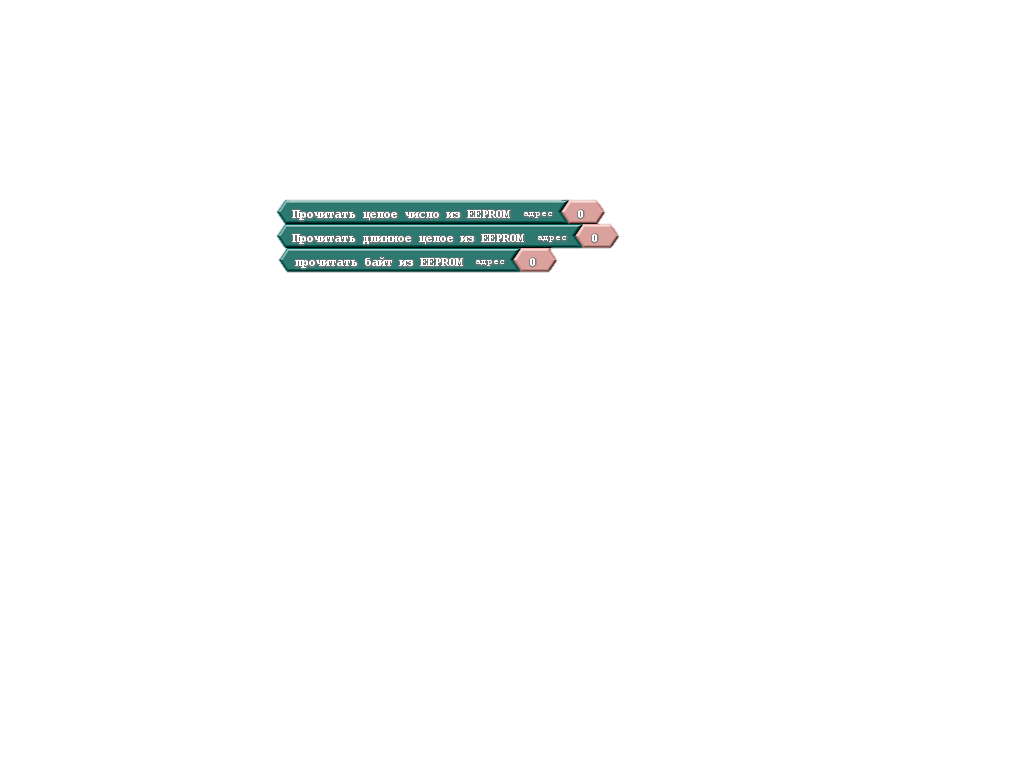 Прочитать целое число из EEPROM адрес 0
Прочитать длинное целое из EEPROM адрес 0
прочитать байт из EEPROM адрес 0